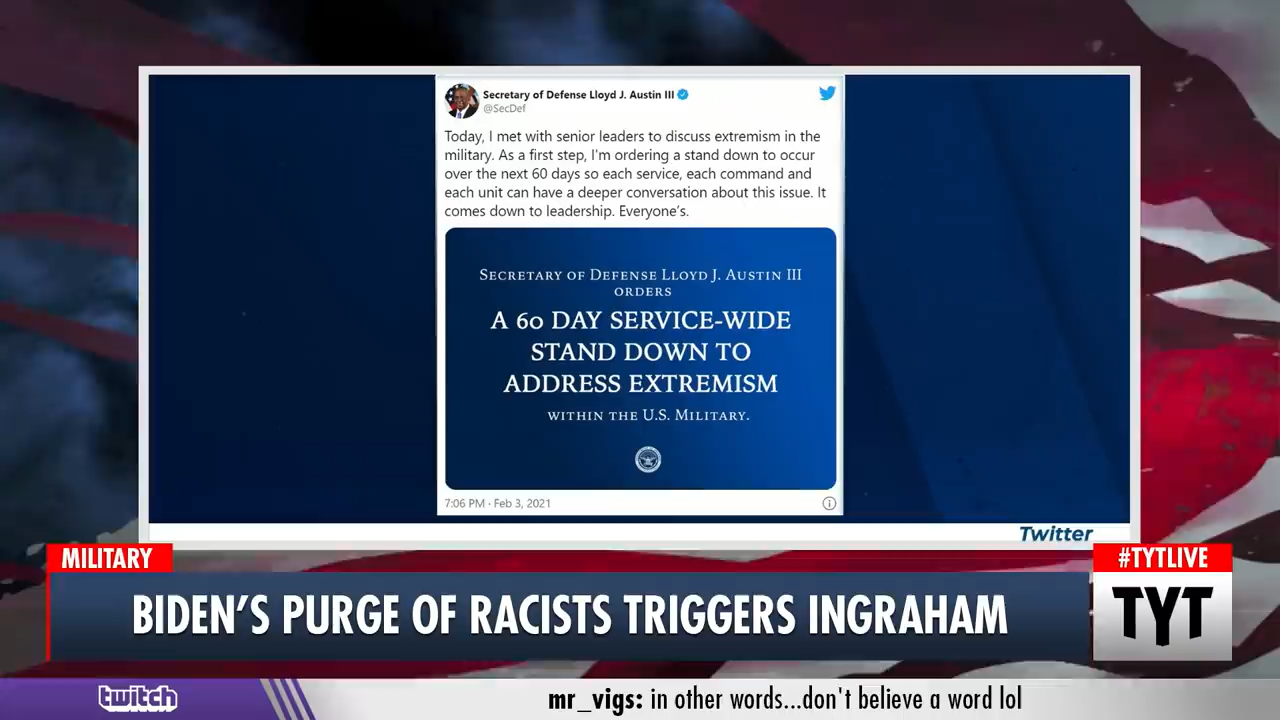 Secretary of Defense Lloyd J. Austin III
@SecDef
Today, I met with senior leaders to discuss extremism in the
military. As a first step, I'm ordering a stand down to occur
over the next 60 days so each service, each command and
each unit can have a deeper conversation about this issue. It
comes down to leadership. Everyone's.
SECRETARY OF DEFENSE LLOYD J. AUSTIN III
ORDERS
A 60 DAY SERVICE-WIDE
STAND DOWN TO
ADDRESS EXTREMISM
WITHIN THE U.S. MILITARY.
7:06 PM · Feb 3, 2021
Twitter
MILITARY
#TYTLIVE
BIDEN'S PURGE OF RACISTS TRIGGERS INGRAHAM
TYT
twitch
mr_vigs: in other words...don't believe a word lol